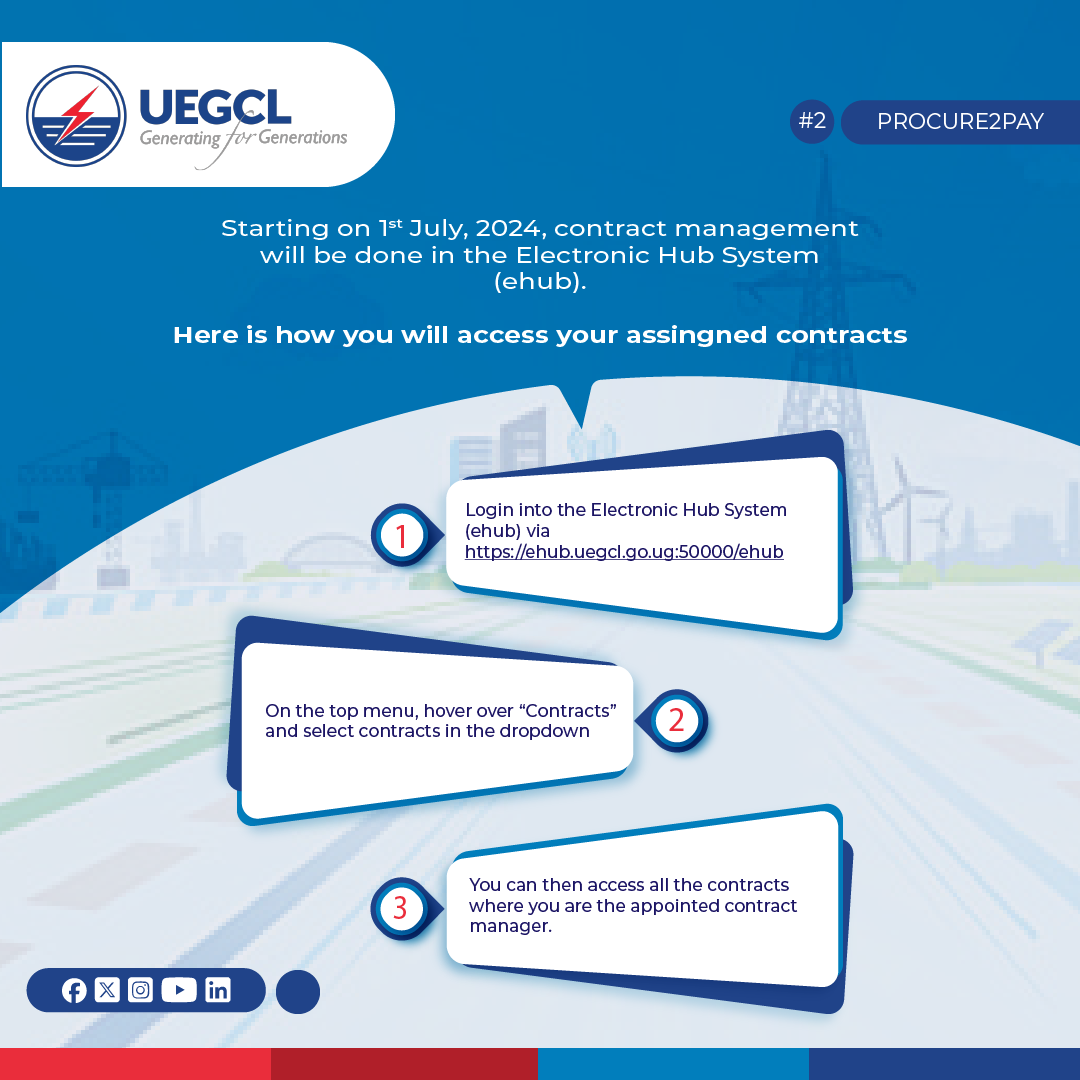 UEGCL
Generating for Generations
#2
PROCURE2PAY
Starting on 1st July, 2024, contract management
will be done in the Electronic Hub System
(ehub).
Here is how you will access your assingned contracts
1
Login into the Electronic Hub System
(ehub) via
https://ehub.uegcl.go.ug:50000/ehub
On the top menu, hover over “Contracts”
and select contracts in the dropdown
2
3
You can then access all the contracts
where you are the appointed contract
manager.